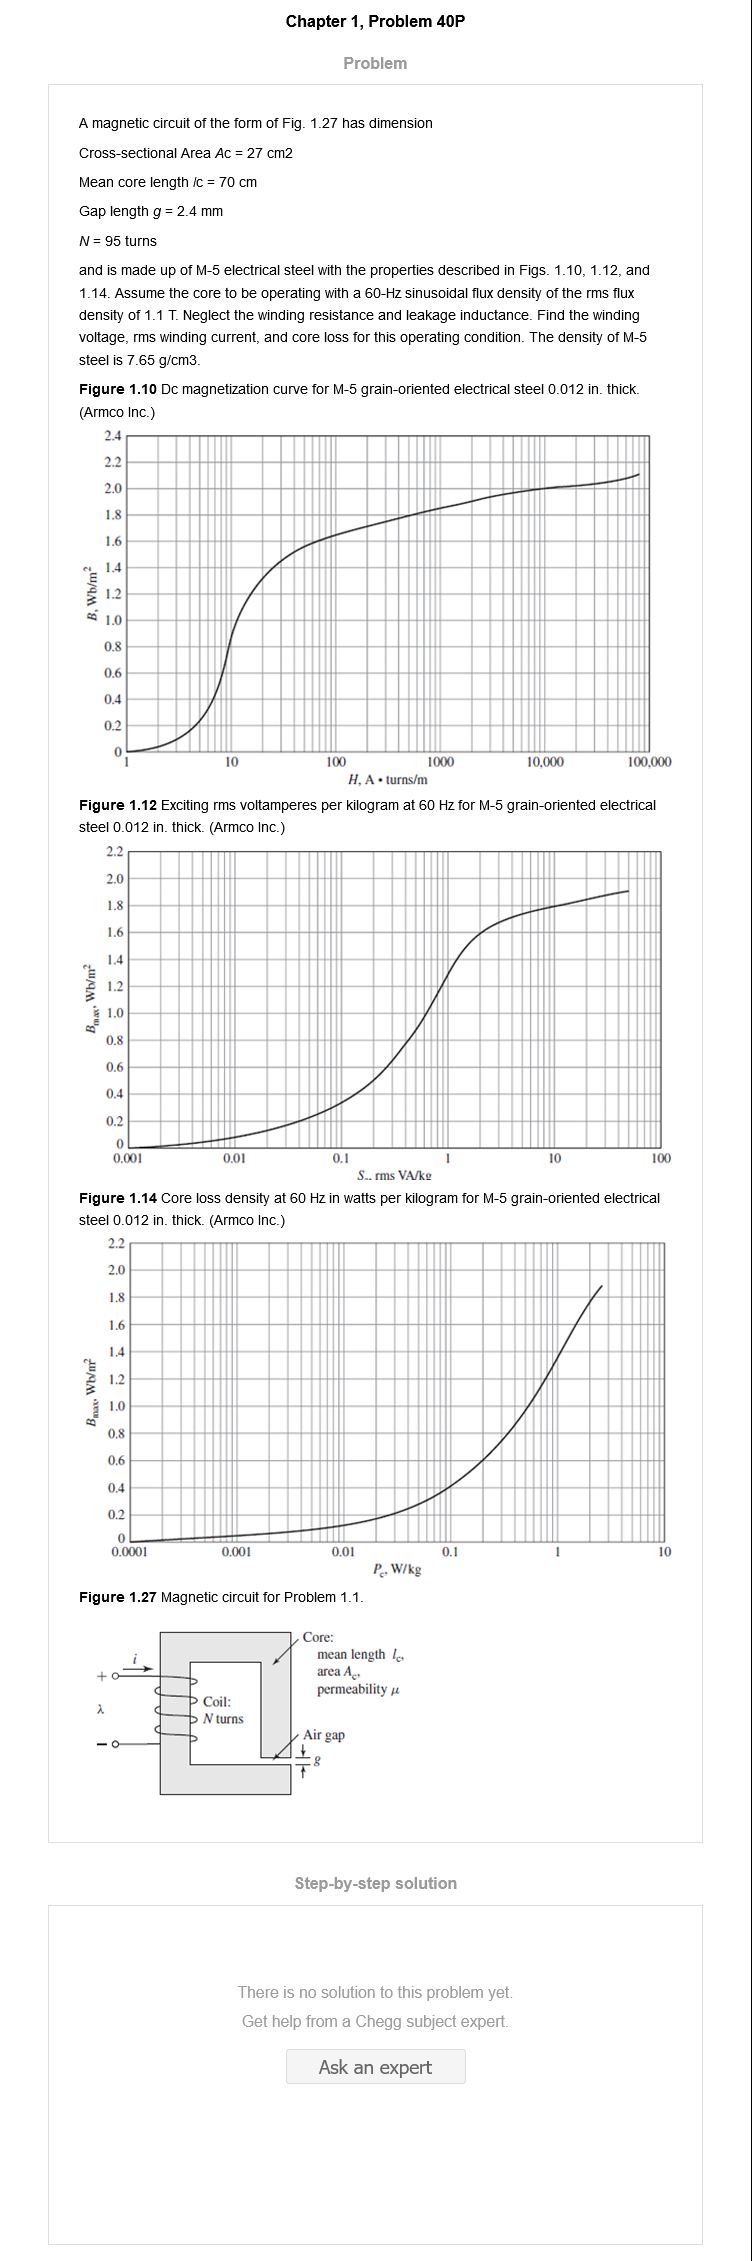 Chapter 1, Problem 40P
Problem
A magnetic circuit of the form of Fig. 1.27 has dimension
Cross-sectional Area Ac = 27 cm2
Mean core length lc = 70 cm
Gap length g = 2.4 mm
N = 95 turns
and is made up of M-5 electrical steel with the properties described in Figs. 1.10, 1.12, and
1.14. Assume the core to be operating with a 60-Hz sinusoidal flux density of the rms flux
density of 1.1 T. Neglect the winding resistance and leakage inductance. Find the winding
voltage, rms winding current, and core loss for this operating condition. The density of M-5
steel is 7.65 g/cm3.
Figure 1.10 Dc magnetization curve for M-5 grain-oriented electrical steel 0.012 in. thick.
(Armco Inc.)
2.4
2.2
2.0
1.8
1.6
1.4
1.2
1.0
0.8
0.6
0.4
0.2
0
B, Wb/m²
1 10 100 1000 10,000 100,000
H, A • turns/m
Figure 1.12 Exciting rms voltamperes per kilogram at 60 Hz for M-5 grain-oriented electrical
steel 0.012 in. thick. (Armco Inc.)
2.2
2.0
1.8
1.6
1.4
1.2
1.0
0.8
0.6
0.4
0.2
0
Bmax, Wb/m²
0.001 0.01 0.1 1 10 100
rms VA/kg
Figure 1.14 Core loss density at 60 Hz in watts per kilogram for M-5 grain-oriented electrical
steel 0.012 in. thick. (Armco Inc.)
2.2
2.0
1.8
1.6
1.4
1.2
1.0
0.8
0.6
0.4
0.2
0
Bmax, Wb/m²
0.0001 0.001 0.01 0.1 1 10
Pc, W/kg
Figure 1.27 Magnetic circuit for Problem 1.1.
Core:
mean length lc,
area Ac,
permeability μ
i
+
λ
−
Coil:
N turns
Air gap
g
Step-by-step solution
There is no solution to this problem yet.
Get help from a Chegg subject expert.
Ask an expert